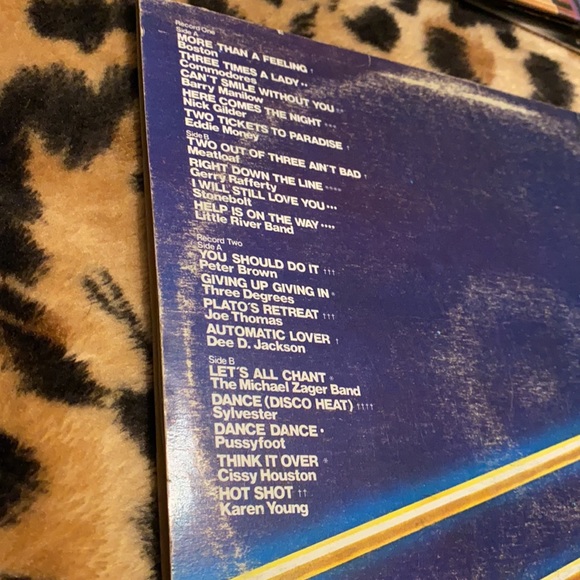 Record One
Side A
MORE THAN A FEELING †
Boston
THREE TIMES A LADY ••
Commodores
CAN'T SMILE WITHOUT YOU
Barry Manilow
HERE COMES THE NIGHT
Nick Gilder
TWO TICKETS TO PARADISE
Eddie Money
Side B
TWO OUT OF THREE AIN'T BAD
Meatloaf
RIGHT DOWN THE LINE
Gerry Rafferty
I WILL STILL LOVE YOU •••
Stonebolt
HELP IS ON THE WAY ••••
Little River Band
Record Two
Side A
YOU SHOULD DO IT †††
Peter Brown
GIVING UP GIVING IN
Three Degrees
PLATO'S RETREAT †††
Joe Thomas
AUTOMATIC LOVER †
Dee D. Jackson
Side B
LET'S ALL CHANT
The Michael Zager Band
DANCE (DISCO HEAT) ††††
Sylvester
DANCE DANCE •
Pussyfoot
THINK IT OVER
Cissy Houston
HOT SHOT ††
Karen Young